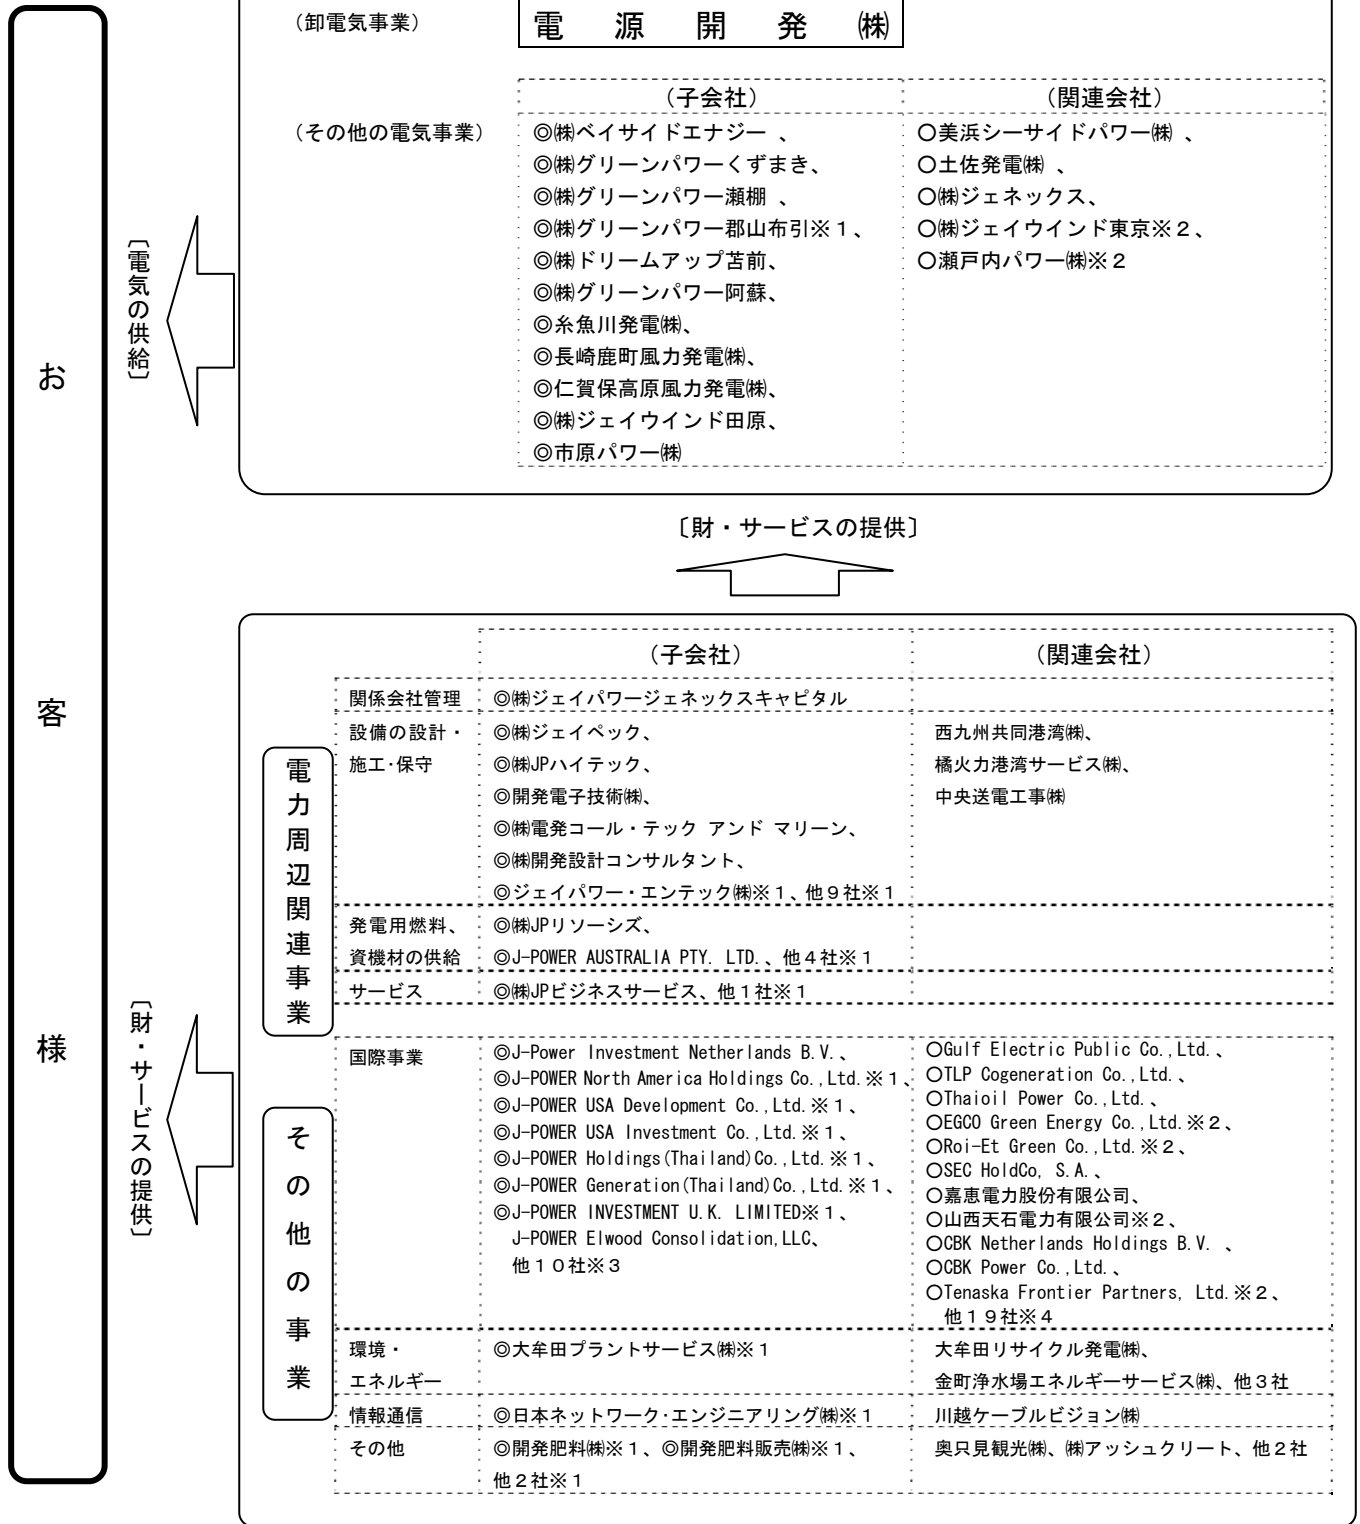 (卸電気事業)
電源開発㈱
(子会社)
(関連会社)
(その他の電気事業)
◎㈱ベイサイドエナジー 、
◎㈱グリーンパワーくずまき、
◎㈱グリーンパワー瀬棚 、
◎㈱グリーンパワー郡山布引※１、
◎㈱ドリームアップ苫前、
◎㈱グリーンパワー阿蘇、
◎糸魚川発電㈱、
◎長崎鹿町風力発電㈱、
◎仁賀保高原風力発電㈱、
◎㈱ジェイウインド田原、
◎市原パワー㈱
〇美浜シーサイドパワー㈱ 、
〇土佐発電㈱ 、
〇㈱ジェネックス、
〇㈱ジェイウインド東京※２、
〇瀬戸内パワー㈱※２
〔電気の供給〕
お客様
〔財・サービスの提供〕
〔財・サービスの提供〕
(子会社)
(関連会社)
電力周辺関連事業
関係会社管理
◎㈱ジェイパワージェネックスキャピタル
設備の設計・
施工･保守
◎㈱ジェイペック、
◎㈱JPハイテック、
◎開発電子技術㈱、
◎㈱電発コール・テック アンド マリーン、
◎㈱開発設計コンサルタント、
◎ジェイパワー・エンテック㈱※１、他９社※１
西九州共同港湾㈱、
橘火力港湾サービス㈱、
中央送電工事㈱
発電用燃料、
資機材の供給
◎㈱JPリソーシズ、
◎J-POWER AUSTRALIA PTY. LTD.、他４社※１
サービス
◎㈱JPビジネスサービス、他１社※１
その他の事業
国際事業
◎J-Power Investment Netherlands B.V.、
◎J-POWER North America Holdings Co.,Ltd.※１、
◎J-POWER USA Development Co.,Ltd.※１、
◎J-POWER USA Investment Co.,Ltd.※１、
◎J-POWER Holdings(Thailand)Co.,Ltd.※１、
◎J-POWER Generation(Thailand)Co.,Ltd.※１、
◎J-POWER INVESTMENT U.K. LIMITED※１、
J-POWER Elwood Consolidation,LLC、
他１０社※３
〇Gulf Electric Public Co.,Ltd.、
〇TLP Cogeneration Co.,Ltd.、
〇Thaioil Power Co.,Ltd.、
〇EGCO Green Energy Co.,Ltd.※２、
〇Roi-Et Green Co.,Ltd.※２、
〇SEC HoldCo, S.A.、
〇嘉恵電力股份有限公司、
〇山西天石電力有限公司※２、
〇CBK Netherlands Holdings B.V. 、
〇CBK Power Co.,Ltd.、
〇Tenaska Frontier Partners, Ltd.※２、
他１９社※４
環境・
エネルギー
◎大牟田プラントサービス㈱※１
大牟田リサイクル発電㈱、
金町浄水場エネルギーサービス㈱、他３社
情報通信
◎日本ネットワーク･エンジニアリング㈱※１
川越ケーブルビジョン㈱
その他
◎開発肥料㈱※１、◎開発肥料販売㈱※１、
他２社※１
奥只見観光㈱、㈱アッシュクリート、他２社